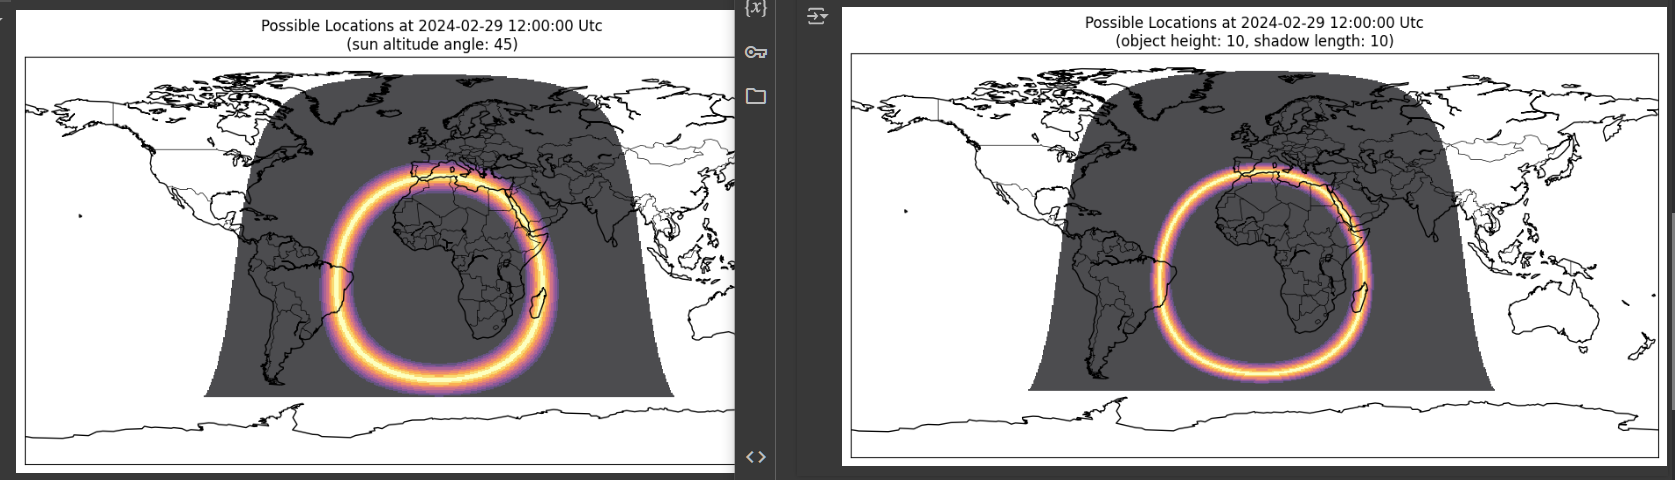 Possible Locations at 2024-02-29 12:00:00 Utc
(sun altitude angle: 45)
{x}
<>
Possible Locations at 2024-02-29 12:00:00 Utc
(object height: 10, shadow length: 10)